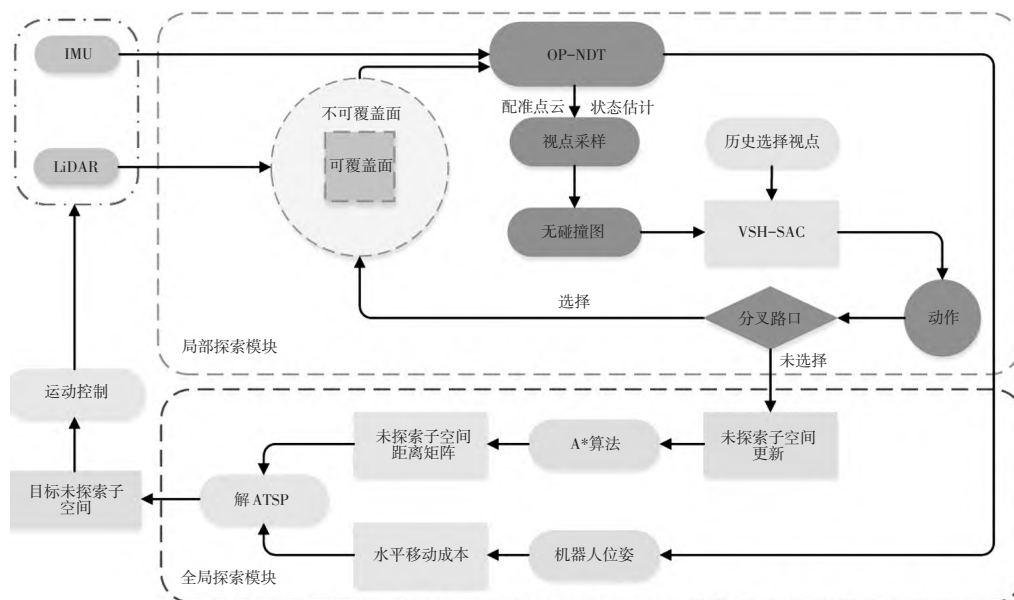 IMU
OP-NDT
不可覆盖面
配准点云
状态估计
LiDAR
可覆盖面
视点采样
历史选择视点
无碰撞图
VSH-SAC
选择
分叉路口
动作
局部探索模块
未选择
运动控制
未探索子空间
距离矩阵
A*算法
未探索子空间
更新
目标未探索子
空间
解 ATSP
水平移动成本
机器人位姿
全局探索模块